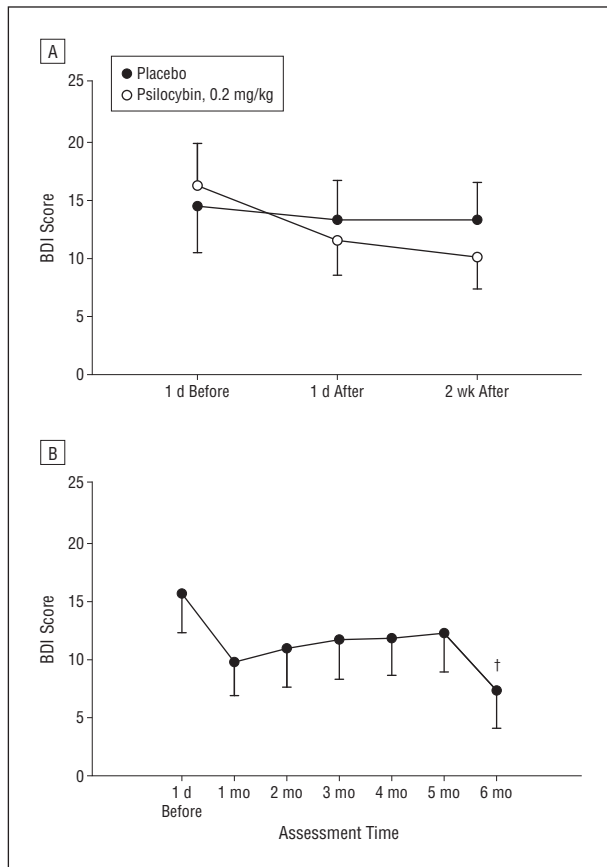 A
Placebo
Psilocybin, 0.2 mg/kg
25
20
15
10
5
0
BDI Score
1 d Before
1 d After
2 wk After
B
25
20
15
10
5
0
BDI Score
†
1 d
Before
1 mo
2 mo
3 mo
4 mo
5 mo
6 mo
Assessment Time